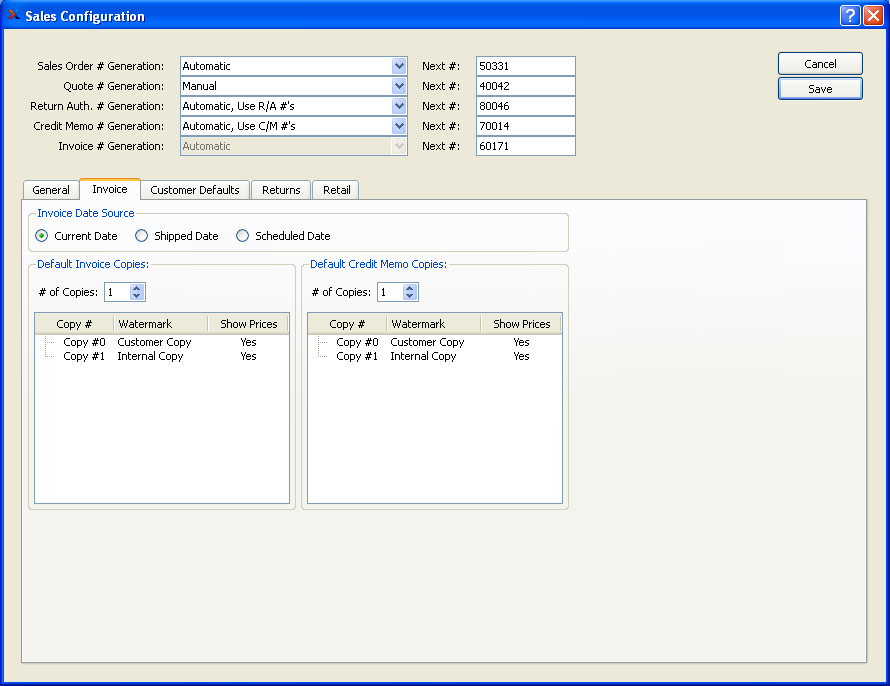 Sales Configuration
Sales Order # Generation: Automatic Next #: 50331 Cancel
Quote # Generation: Manual Next #: 40042 Save
Return Auth. # Generation: Automatic, Use R/A #'s Next #: 80046
Credit Memo # Generation: Automatic, Use C/M #'s Next #: 70014
Invoice # Generation: Automatic Next #: 60171
General Invoice Customer Defaults Returns Retail
Invoice Date Source
Current Date Shipped Date Scheduled Date
Default Invoice Copies:
# of Copies: 1
Copy # Watermark Show Prices
Copy #0 Customer Copy Yes
Copy #1 Internal Copy Yes
Default Credit Memo Copies:
# of Copies: 1
Copy # Watermark Show Prices
Copy #0 Customer Copy Yes
Copy #1 Internal Copy Yes